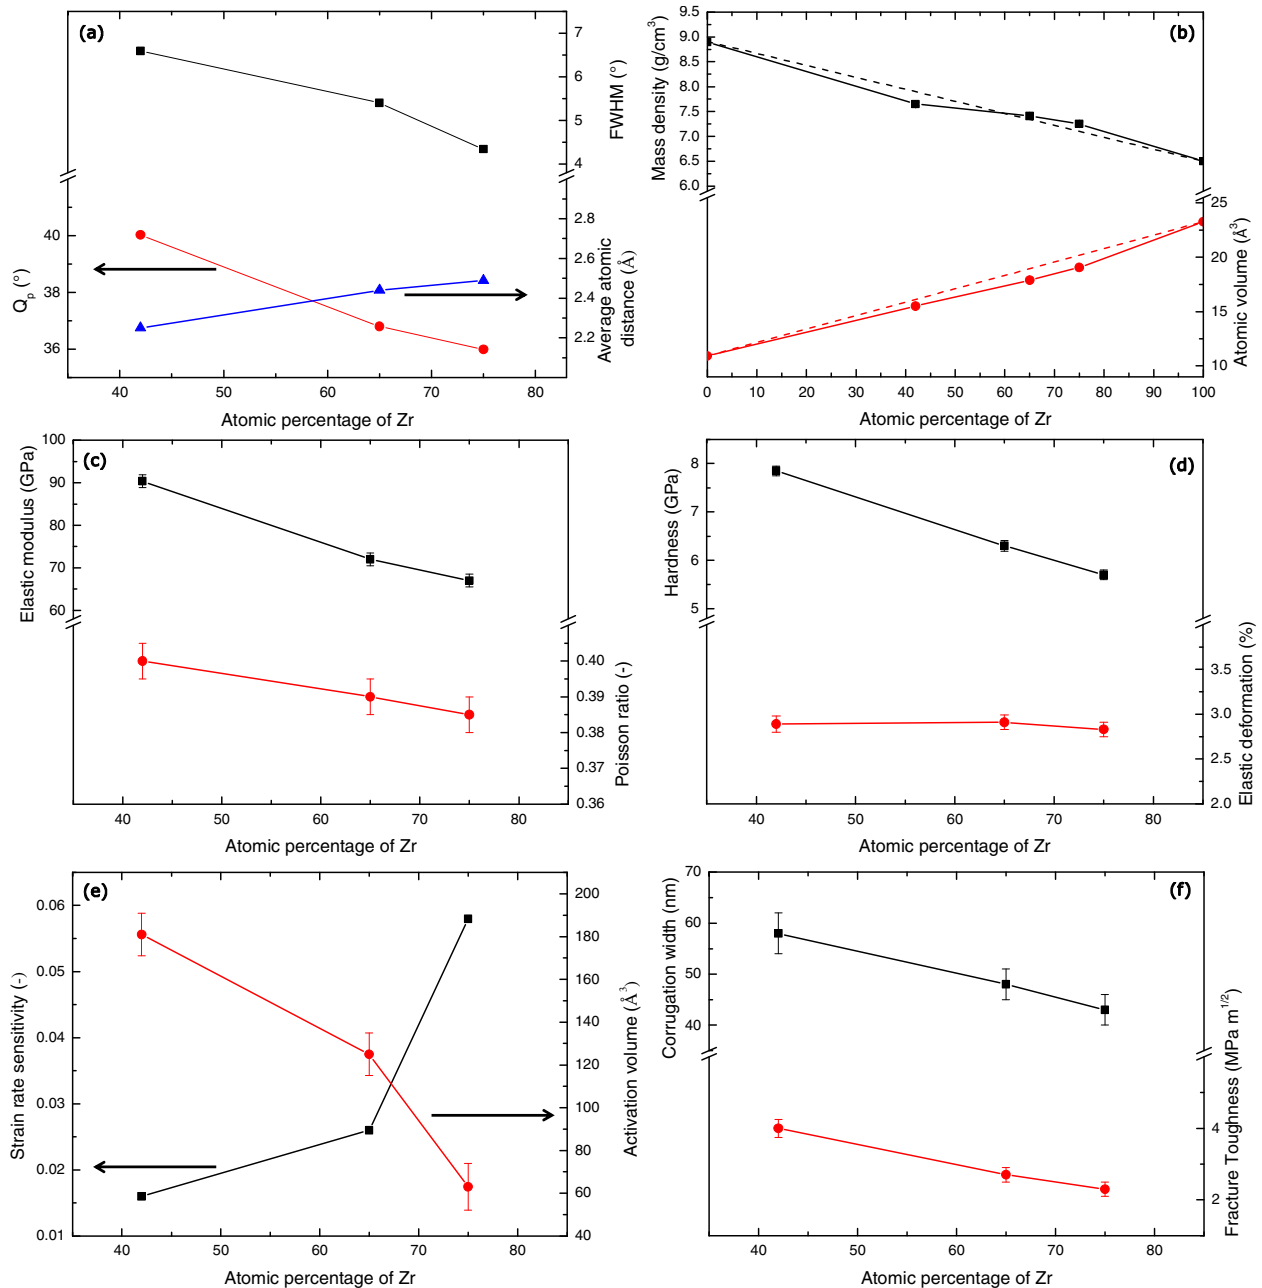 (a)
7
6
5
4
FWHM (°)
40
38
36
Qp (°)
2.8
2.6
2.4
2.2
Average atomic
distance (Å)
40 50 60 70 80
Atomic percentage of Zr
(b)
9.5
9.0
8.5
8.0
7.5
7.0
6.5
6.0
Mass density (g/cm³)
25
20
15
10
Atomic volume (Å³)
0 10 20 30 40 50 60 70 80 90 100
Atomic percentage of Zr
(c)
100
90
80
70
60
Elastic modulus (GPa)
0.40
0.39
0.38
0.37
0.36
Poisson ratio (-)
40 50 60 70 80
Atomic percentage of Zr
(d)
8
7
6
5
Hardness (GPa)
3.5
3.0
2.5
2.0
Elastic deformation (%)
40 50 60 70 80
Atomic percentage of Zr
(e)
0.06
0.05
0.04
0.03
0.02
0.01
Strain rate sensitivity (-)
200
180
160
140
120
100
80
60
40
Activation volume (Å³)
40 50 60 70 80
Atomic percentage of Zr
(f)
70
60
50
40
Corrugation width (nm)
4
2
Fracture Toughness (MPa m^1/2)
40 50 60 70 80
Atomic percentage of Zr